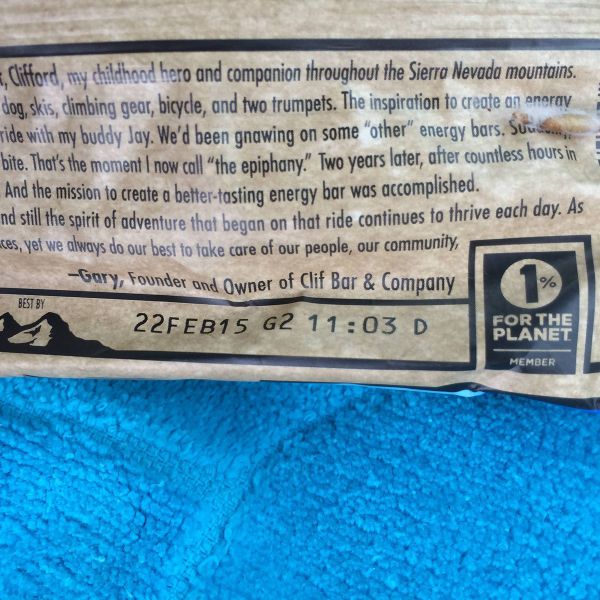 Clifford, my childhood hero and companion throughout the Sierra Nevada mountains.
dog, skis, climbing gear, bicycle, and two trumpets. The inspiration to create an energy
ride with my buddy Jay. We'd been gnawing on some "other" energy bars.
bite. That's the moment I now call "the epiphany." Two years later, after countless hours in
And the mission to create a better-tasting energy bar was accomplished.
nd still the spirit of adventure that began on that ride continues to thrive each day. As
ces, yet we always do our best to take care of our people, our community,
–Gary, Founder and Owner of Clif Bar & Company
BEST BY
22FEB15 G2 11:03 D
1%
FOR THE
PLANET
MEMBER